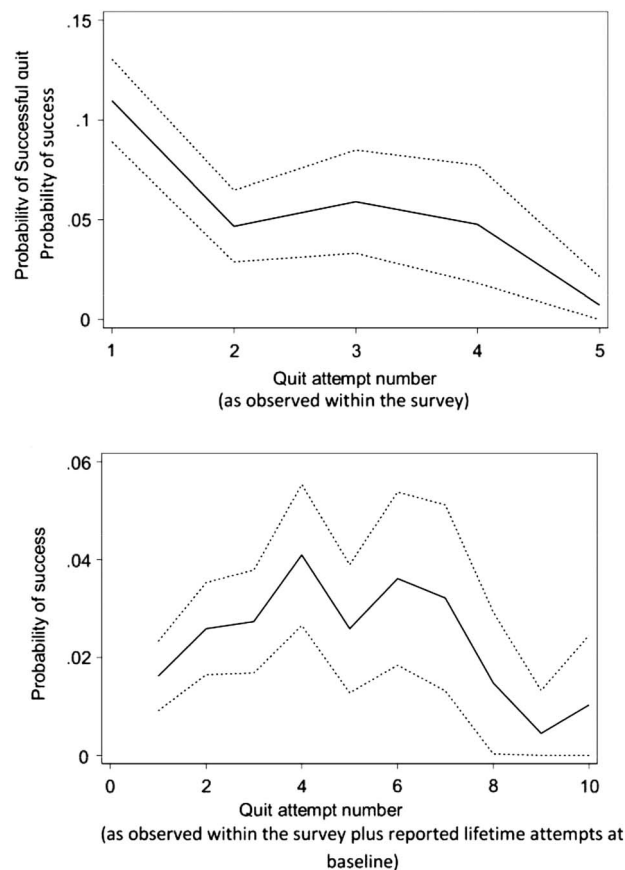 .15
.1
.05
0
Probability of Successful quit
Probability of success
1 2 3 4 5
Quit attempt number
(as observed within the survey)
.06
.04
.02
0
Probability of success
0 2 4 6 8 10
Quit attempt number
(as observed within the survey plus reported lifetime attempts at
baseline)